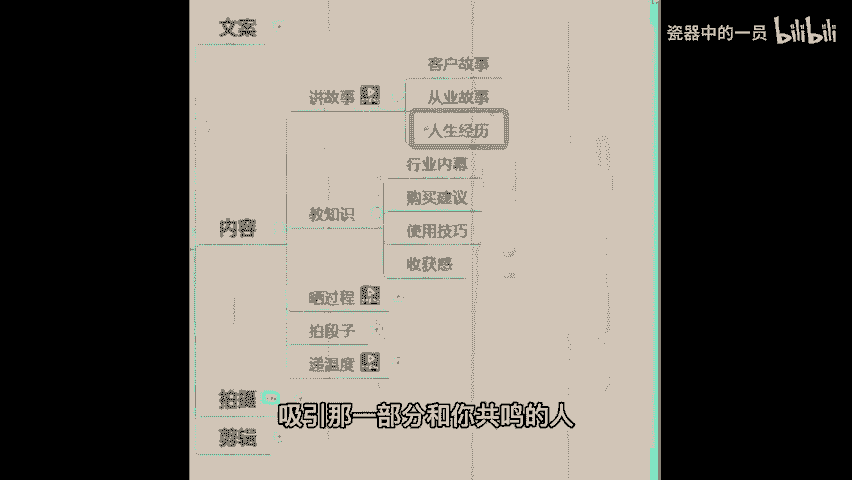 文案
瓷器中的一员 bilibili
客户故事
讲故事
从业故事
人生经历
行业内幕
购买建议
教知识
内容
使用技巧
收获感
晒过程
拍段子
递温度
拍摄
吸引那一部分和你共鸣的人
剪辑